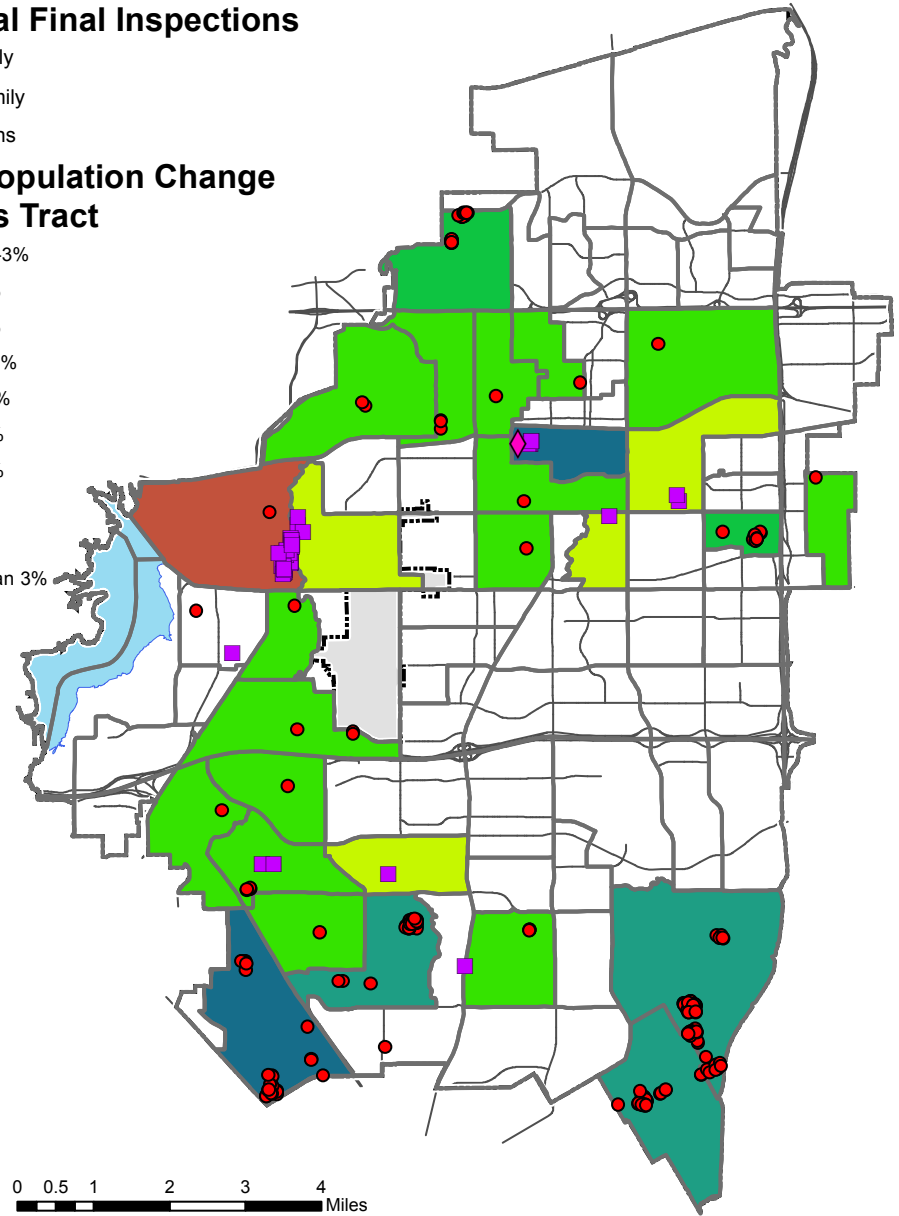 al Final Inspections
ly
nily
ns
opulation Change
s Tract
-3%
%
%
%
%
an 3%
0 0.5 1 2 3 4
Miles